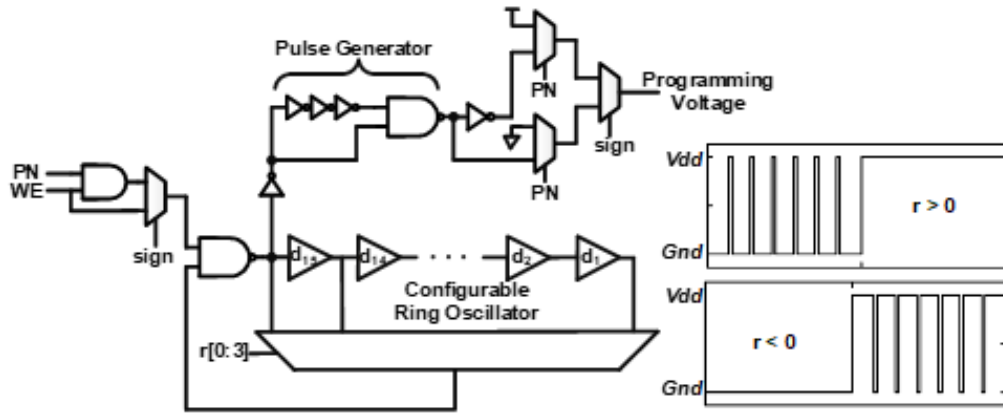 Pulse Generator
PN
Programming
Voltage
sign
PN
PN
WE
sign
d15
d14
d2
d1
Configurable
Ring Oscillator
r[0:3]
Vdd
Gnd
r > 0
Vdd
Gnd
r < 0